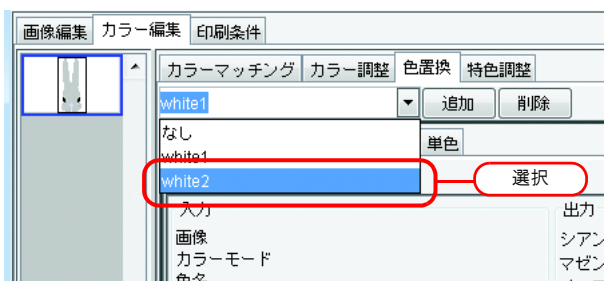 画像編集 カラー編集 印刷条件
カラーマッチング カラー調整 色置換 特色調整
white1 追加 削除
なし
単色
white1
white2 選択
入力 出力
画像 シアン
カラーモード マゼン
色名